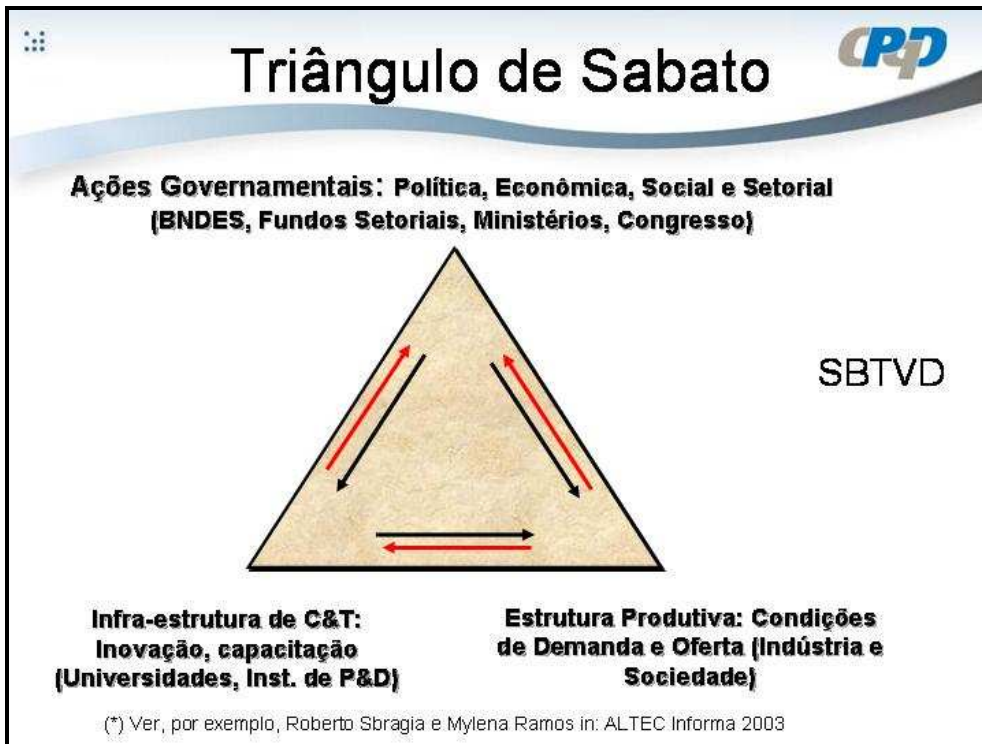 Triângulo de Sabato
CPqD
Ações Governamentais: Política, Econômica, Social e Setorial
(BNDES, Fundos Setoriais, Ministérios, Congresso)
SBTVD
Infra-estrutura de C&T:
Inovação, capacitação
(Universidades, Inst. de P&D)
Estrutura Produtiva: Condições
de Demanda e Oferta (Indústria e
Sociedade)
(*) Ver, por exemplo, Roberto Sbragia e Mylena Ramos in: ALTEC Informa 2003